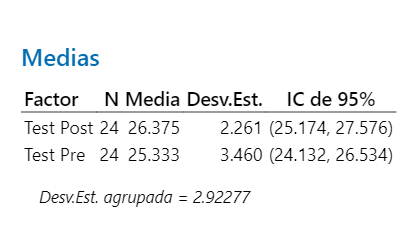 Medias
Factor N Media Desv.Est. IC de 95%
Test Post 24 26.375 2.261 (25.174, 27.576)
Test Pre 24 25.333 3.460 (24.132, 26.534)
Desv.Est. agrupada = 2.92277